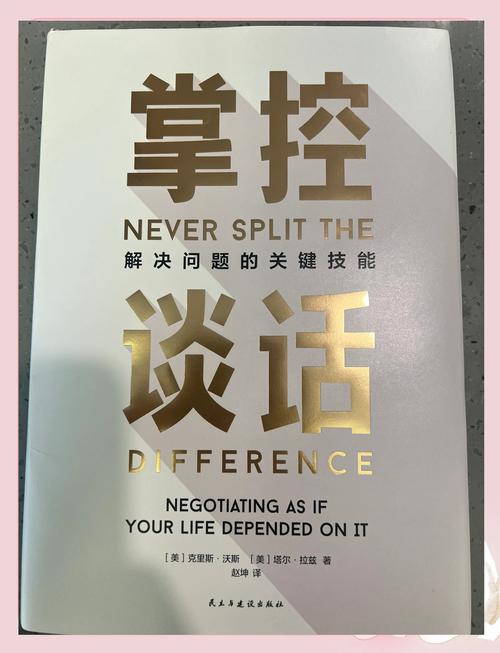 掌控
NEVER SPLIT THE
解决问题的关键技能
谈话
DIFFERENCE
NEGOTIATING AS IF
YOUR LIFE DEPENDED ON IT
[美]克里斯·沃斯 [美]塔尔·拉兹 著
赵坤 译
民主与建设出版社